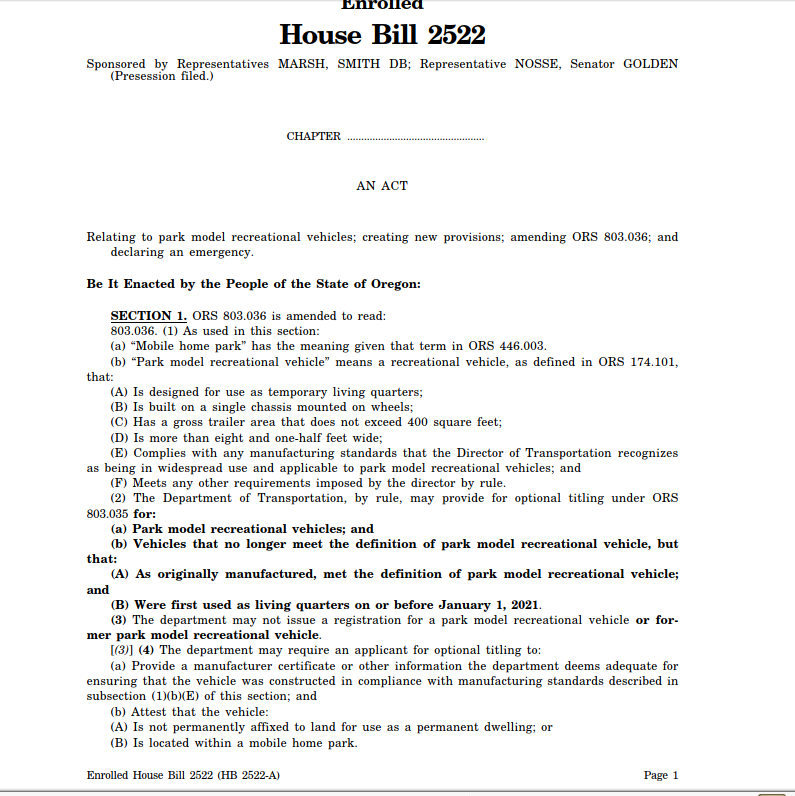 Enrolled
House Bill 2522
Sponsored by Representatives MARSH, SMITH DB; Representative NOSSE, Senator GOLDEN
(Presession filed.)
CHAPTER .................................................
AN ACT
Relating to park model recreational vehicles; creating new provisions; amending ORS 803.036; and
declaring an emergency.
Be It Enacted by the People of the State of Oregon:
SECTION 1. ORS 803.036 is amended to read:
803.036. (1) As used in this section:
(a) “Mobile home park” has the meaning given that term in ORS 446.003.
(b) “Park model recreational vehicle” means a recreational vehicle, as defined in ORS 174.101,
that:
(A) Is designed for use as temporary living quarters;
(B) Is built on a single chassis mounted on wheels;
(C) Has a gross trailer area that does not exceed 400 square feet;
(D) Is more than eight and one-half feet wide;
(E) Complies with any manufacturing standards that the Director of Transportation recognizes
as being in widespread use and applicable to park model recreational vehicles; and
(F) Meets any other requirements imposed by the director by rule.
(2) The Department of Transportation, by rule, may provide for optional titling under ORS
803.035 for:
(a) Park model recreational vehicles; and
(b) Vehicles that no longer meet the definition of park model recreational vehicle, but
that:
(A) As originally manufactured, met the definition of park model recreational vehicle;
and
(B) Were first used as living quarters on or before January 1, 2021.
(3) The department may not issue a registration for a park model recreational vehicle or for-
mer park model recreational vehicle.
[(3)] (4) The department may require an applicant for optional titling to:
(a) Provide a manufacturer certificate or other information the department deems adequate for
ensuring that the vehicle was constructed in compliance with manufacturing standards described in
subsection (1)(b)(E) of this section; and
(b) Attest that the vehicle:
(A) Is not permanently affixed to land for use as a permanent dwelling; or
(B) Is located within a mobile home park.
Enrolled House Bill 2522 (HB 2522-A) Page 1